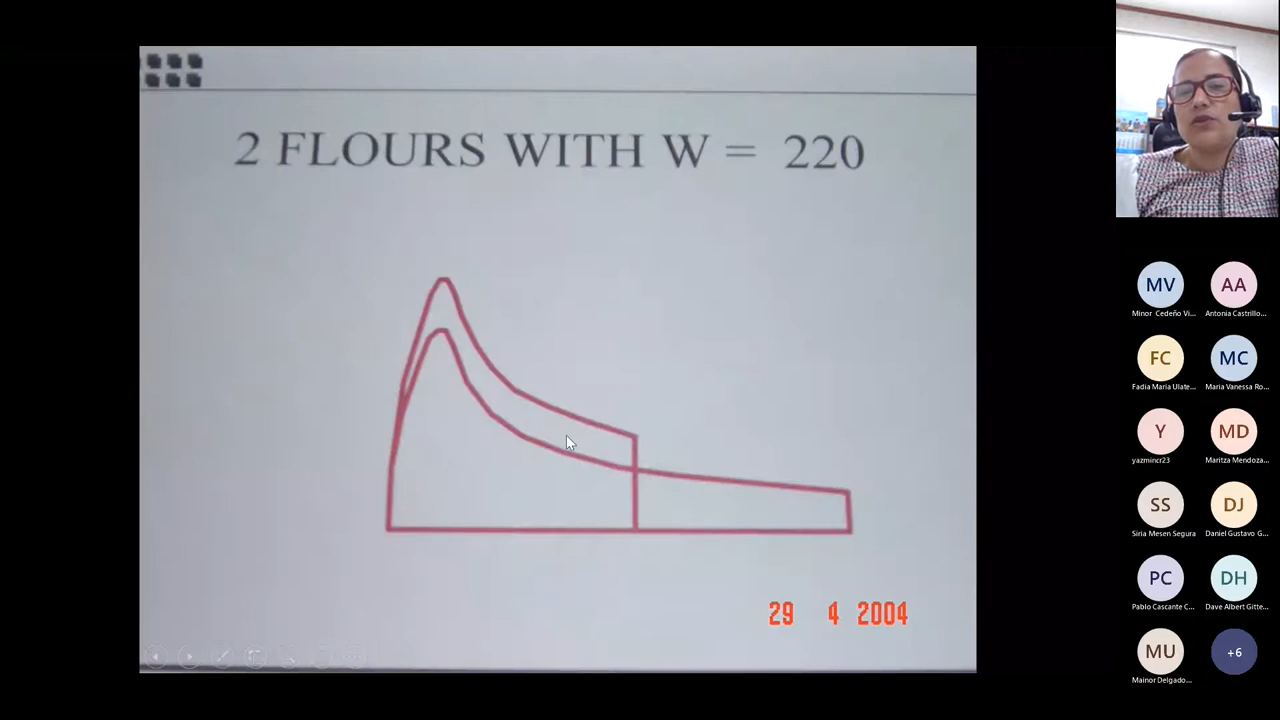 2 FLOURS WITH W = 220
29 4 2004
MV
Minor Cedeño Vi...
AA
Antonia Castrillo...
FC
Fadia Maria Ulate...
MC
Maria Vanessa Ro...
Y
yazmincr23
MD
Maritza Mendoza...
SS
Siria Mesen Segura
DJ
Daniel Gustavo G...
PC
Pablo Cascante C...
DH
Dave Albert Gitte...
MU
Mainor Delgado...
+6